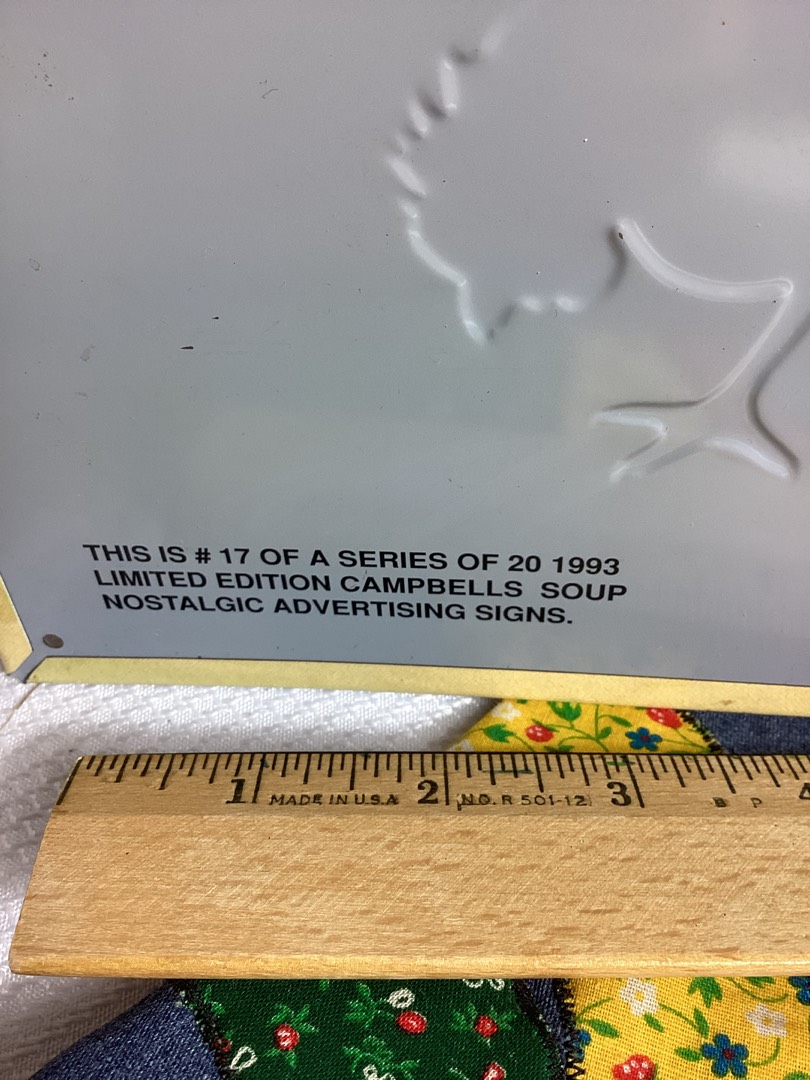 THIS IS # 17 OF A SERIES OF 20 1993
LIMITED EDITION CAMPBELLS SOUP
NOSTALGIC ADVERTISING SIGNS.
1 MADE IN U.S.A 2 NO. R 501-12 3 B P 4